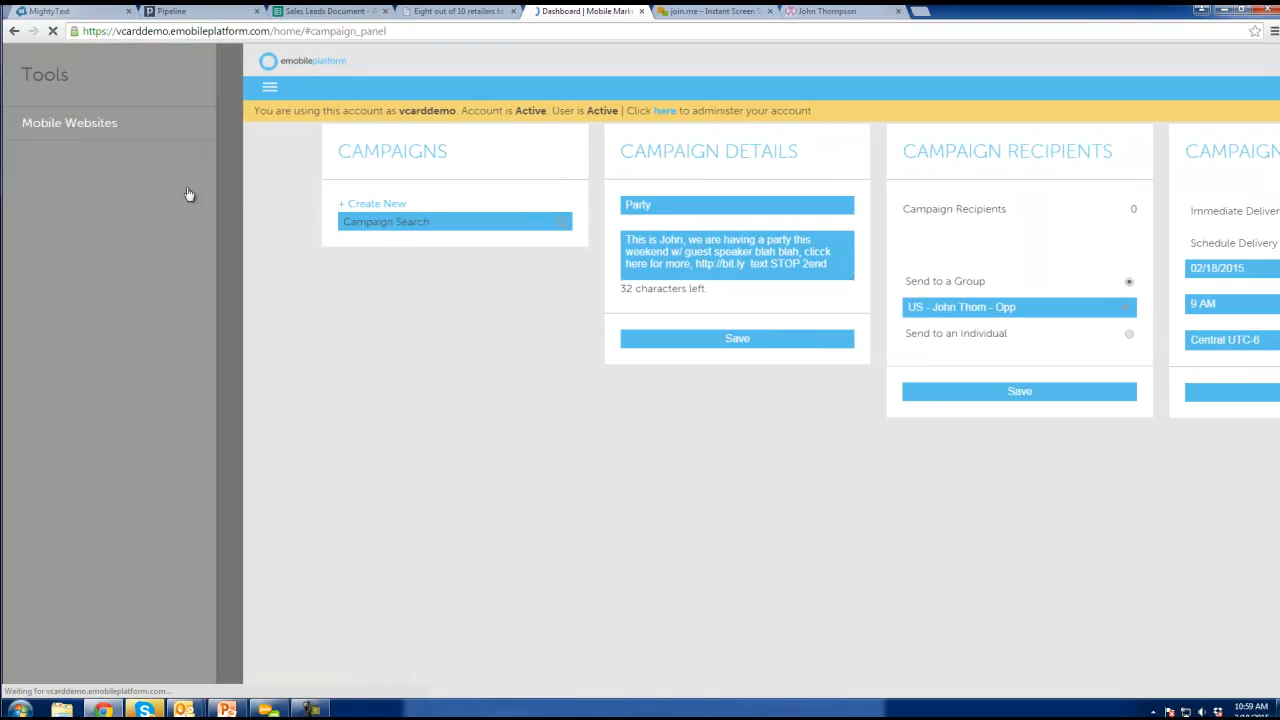 MightyText
Pipeline
Sales Leads Document - G
Eight out of 10 retailers to
Dashboard | Mobile Marke
join.me – Instant Screen S
John Thompson
https://vcarddemo.emobileplatform.com/home/#campaign_panel
Tools
Mobile Websites
emobileplatform
You are using this account as vcarddemo. Account is Active. User is Active | Click here to administer your account
CAMPAIGNS
+ Create New
Campaign Search
CAMPAIGN DETAILS
Party
This is John, we are having a party this
weekend w/ guest speaker blah blah, clicck
here for more, http://bit.ly text STOP 2end
32 characters left.
Save
CAMPAIGN RECIPIENTS
Campaign Recipients 0
Send to a Group
US - John Thom - Opp
Send to an Individual
Save
CAMPAIGN
Immediate Deliver
Schedule Delivery
02/18/2015
9 AM
Central UTC-6
Waiting for vcarddemo.emobileplatform.com...
10:59 AM